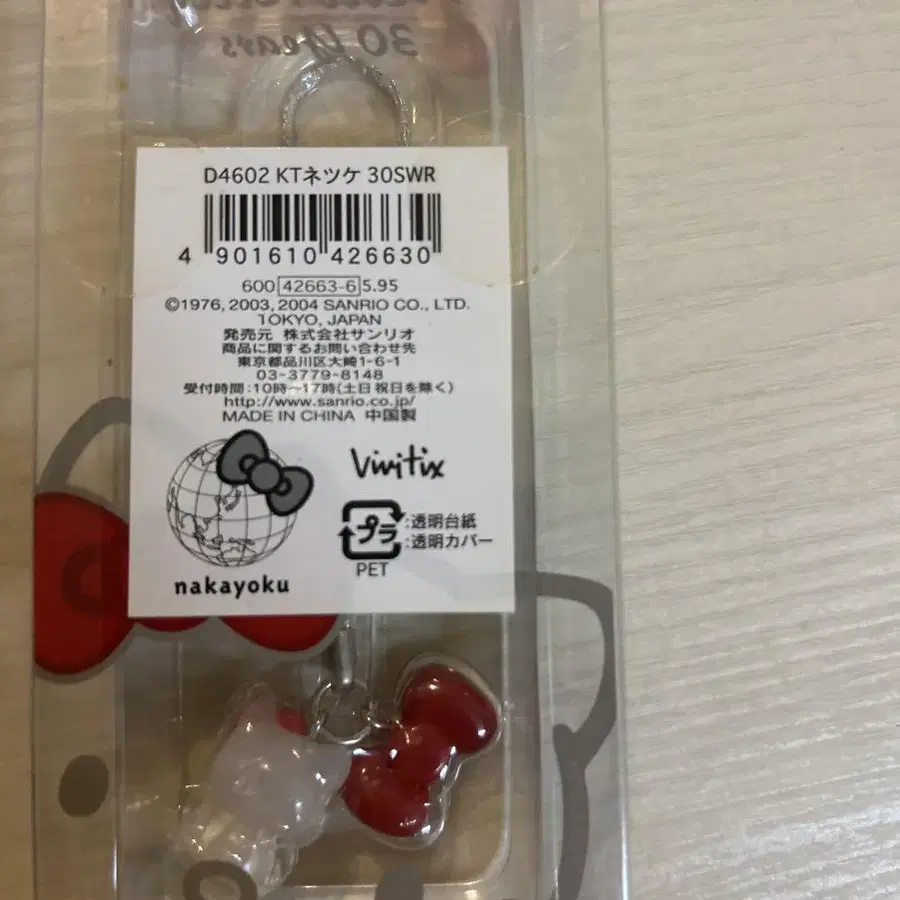 30 Years
D4602 KTネツケ 30SWR
4 901610 426630
600 42663-6 5.95
©1976, 2003, 2004 SANRIO CO., LTD.
TOKYO, JAPAN
発売元 株式会社サンリオ
商品に関するお問い合わせ先
東京都品川区大崎1-6-1
03-3779-8148
受付時間:10時〜17時(土日祝日を除く)
http://www.sanrio.co.jp/
MADE IN CHINA 中国製
Vivitix
プラ :透明台紙
:透明カバー
PET
nakayoku